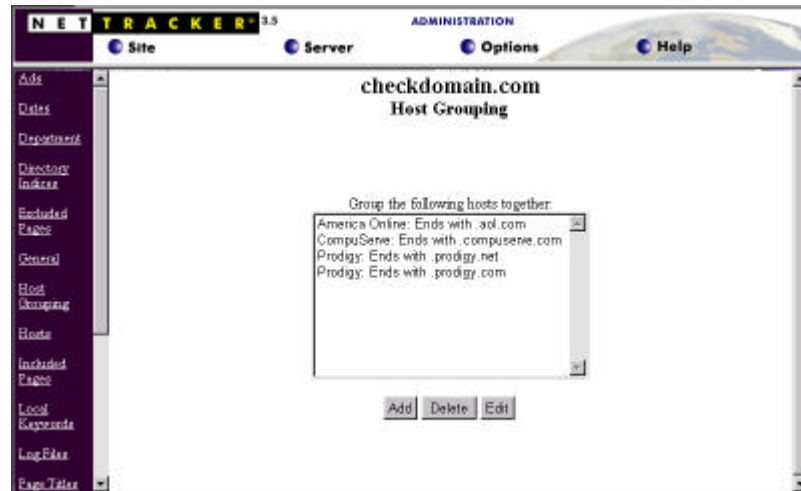 NET TRACKER® 3.5
ADMINISTRATION
Site
Server
Options
Help
Ads
Dates
Department
Directory
Indices
Excluded
Pages
General
Host
Grouping
Hosts
Included
Pages
Local
Keywords
Log Files
Page Titles
checkdomain.com
Host Grouping
Group the following hosts together:
America Online: Ends with .aol.com
CompuServe: Ends with .compuserve.com
Prodigy: Ends with .prodigy.net
Prodigy: Ends with .prodigy.com
Add
Delete
Edit